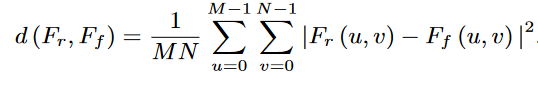 d (F_r, F_f) = \frac{1}{MN} \sum_{u=0}^{M-1} \sum_{v=0}^{N-1} |F_r (u, v) − F_f (u, v) |^2.